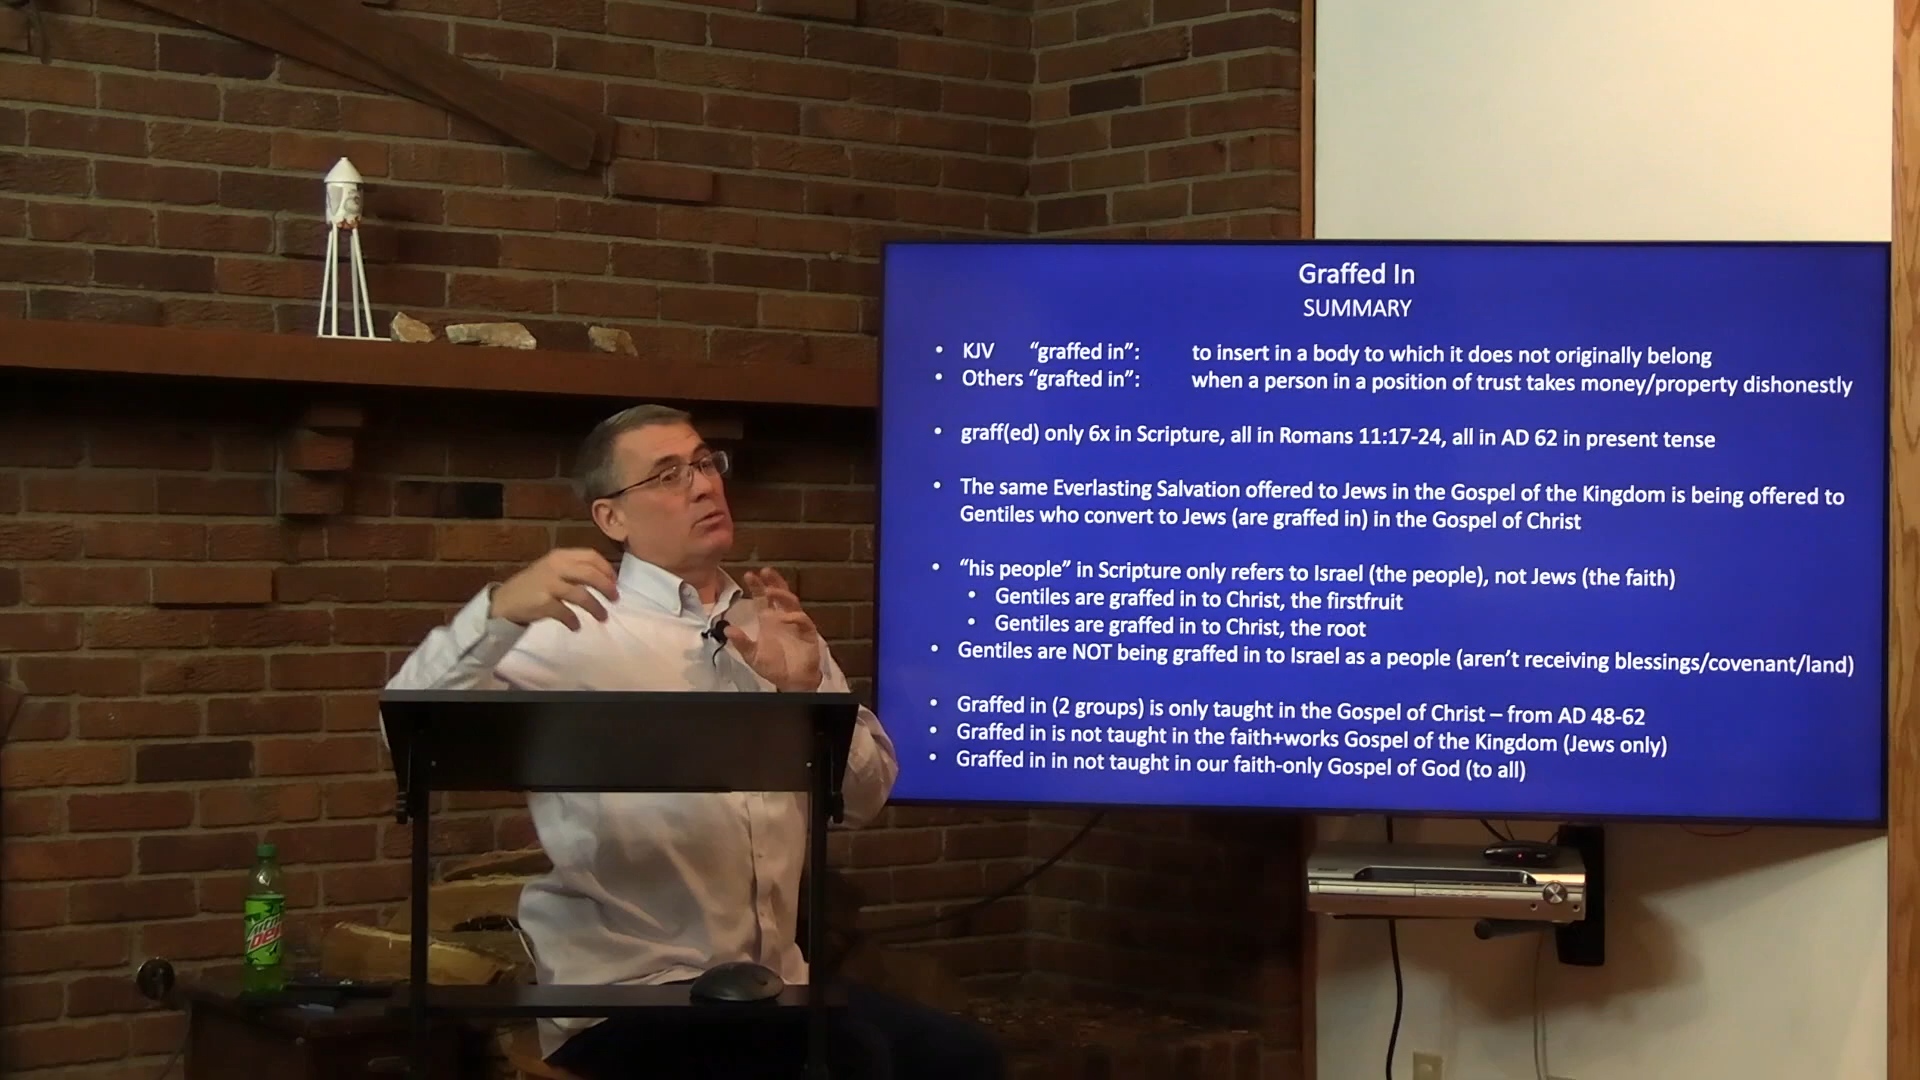 Graffed In
SUMMARY
• KJV "graffed in": to insert in a body to which it does not originally belong
• Others "grafted in": when a person in a position of trust takes money/property dishonestly
• graff(ed) only 6x in Scripture, all in Romans 11:17-24, all in AD 62 in present tense
• The same Everlasting Salvation offered to Jews in the Gospel of the Kingdom is being offered to
Gentiles who convert to Jews (are graffed in) in the Gospel of Christ
• "his people" in Scripture only refers to Israel (the people), not Jews (the faith)
• Gentiles are graffed in to Christ, the firstfruit
• Gentiles are graffed in to Christ, the root
• Gentiles are NOT being graffed in to Israel as a people (aren't receiving blessings/covenant/land)
• Graffed in (2 groups) is only taught in the Gospel of Christ – from AD 48-62
• Graffed in is not taught in the faith+works Gospel of the Kingdom (Jews only)
• Graffed in in not taught in our faith-only Gospel of God (to all)